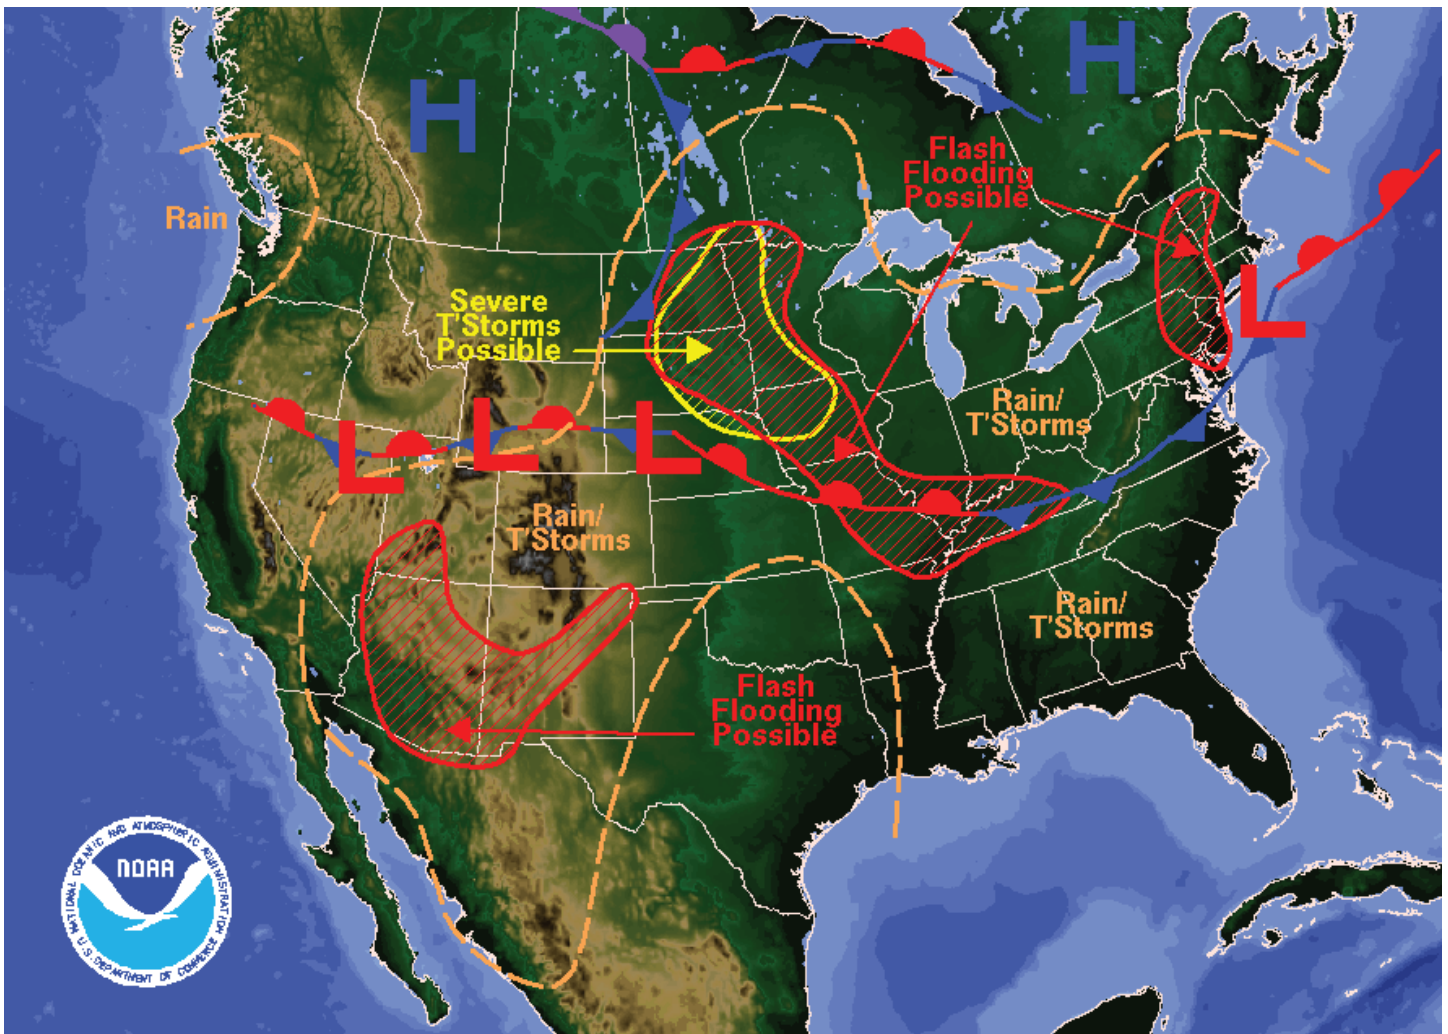 H
H
Flash
Flooding
Possible
Rain
L
Severe
T'Storms
Possible
L
L
L
Rain/
T'Storms
Rain/
T'Storms
Rain/
T'Storms
Flash
Flooding
Possible
NATIONAL OCEANIC AND ATMOSPHERIC ADMINISTRATION
NOAA
U.S. DEPARTMENT OF COMMERCE